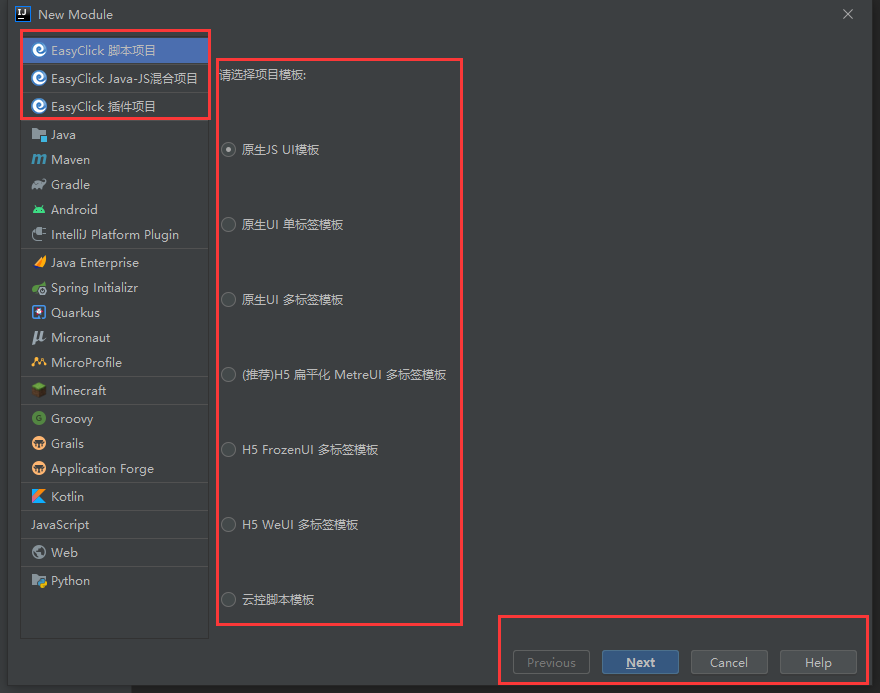 New Module
EasyClick 脚本项目
EasyClick Java-JS混合项目
EasyClick 插件项目
Java
Maven
Gradle
Android
IntelliJ Platform Plugin
Java Enterprise
Spring Initializr
Quarkus
Micronaut
MicroProfile
Minecraft
Groovy
Grails
Application Forge
Kotlin
JavaScript
Web
Python
请选择项目模板:
原生JS UI模板
原生UI 单标签模板
原生UI 多标签模板
(推荐)H5 扁平化 MetreUI 多标签模板
H5 FrozenUI 多标签模板
H5 WeUI 多标签模板
云控脚本模板
Previous Next Cancel Help